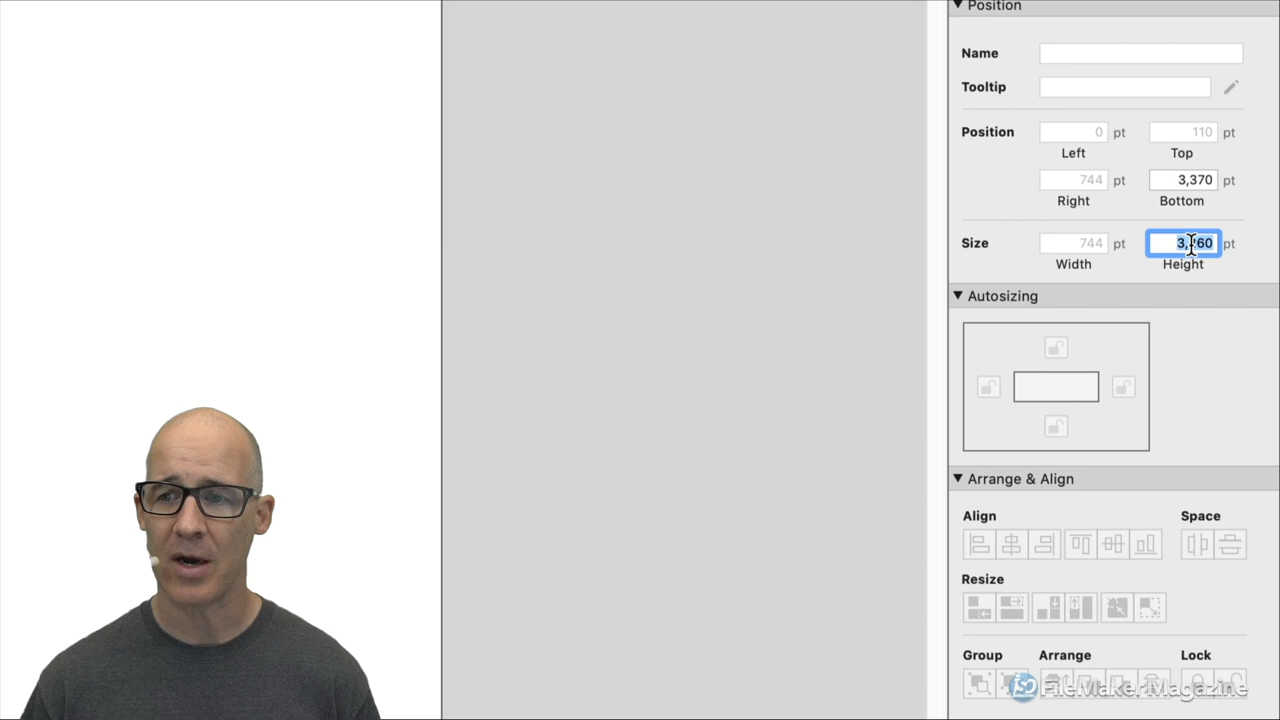 Position
Name
Tooltip
Position 0 pt 110 pt
Left Top
744 pt 3,370 pt
Right Bottom
Size 744 pt pt
Width Height
Autosizing
Arrange & Align
Align Space
Resize
Group Arrange Lock
FileMakerMagazine